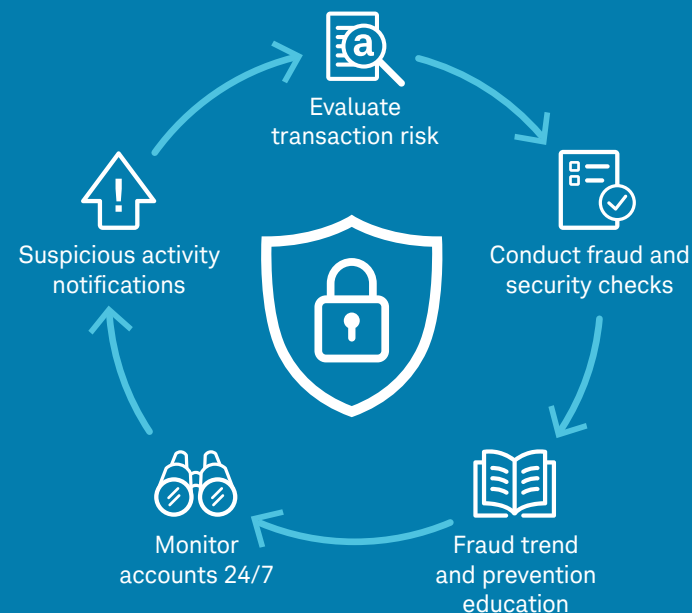 a
Evaluate
transaction risk
!
Suspicious activity
notifications
Conduct fraud and
security checks
Monitor
accounts 24/7
Fraud trend
and prevention
education